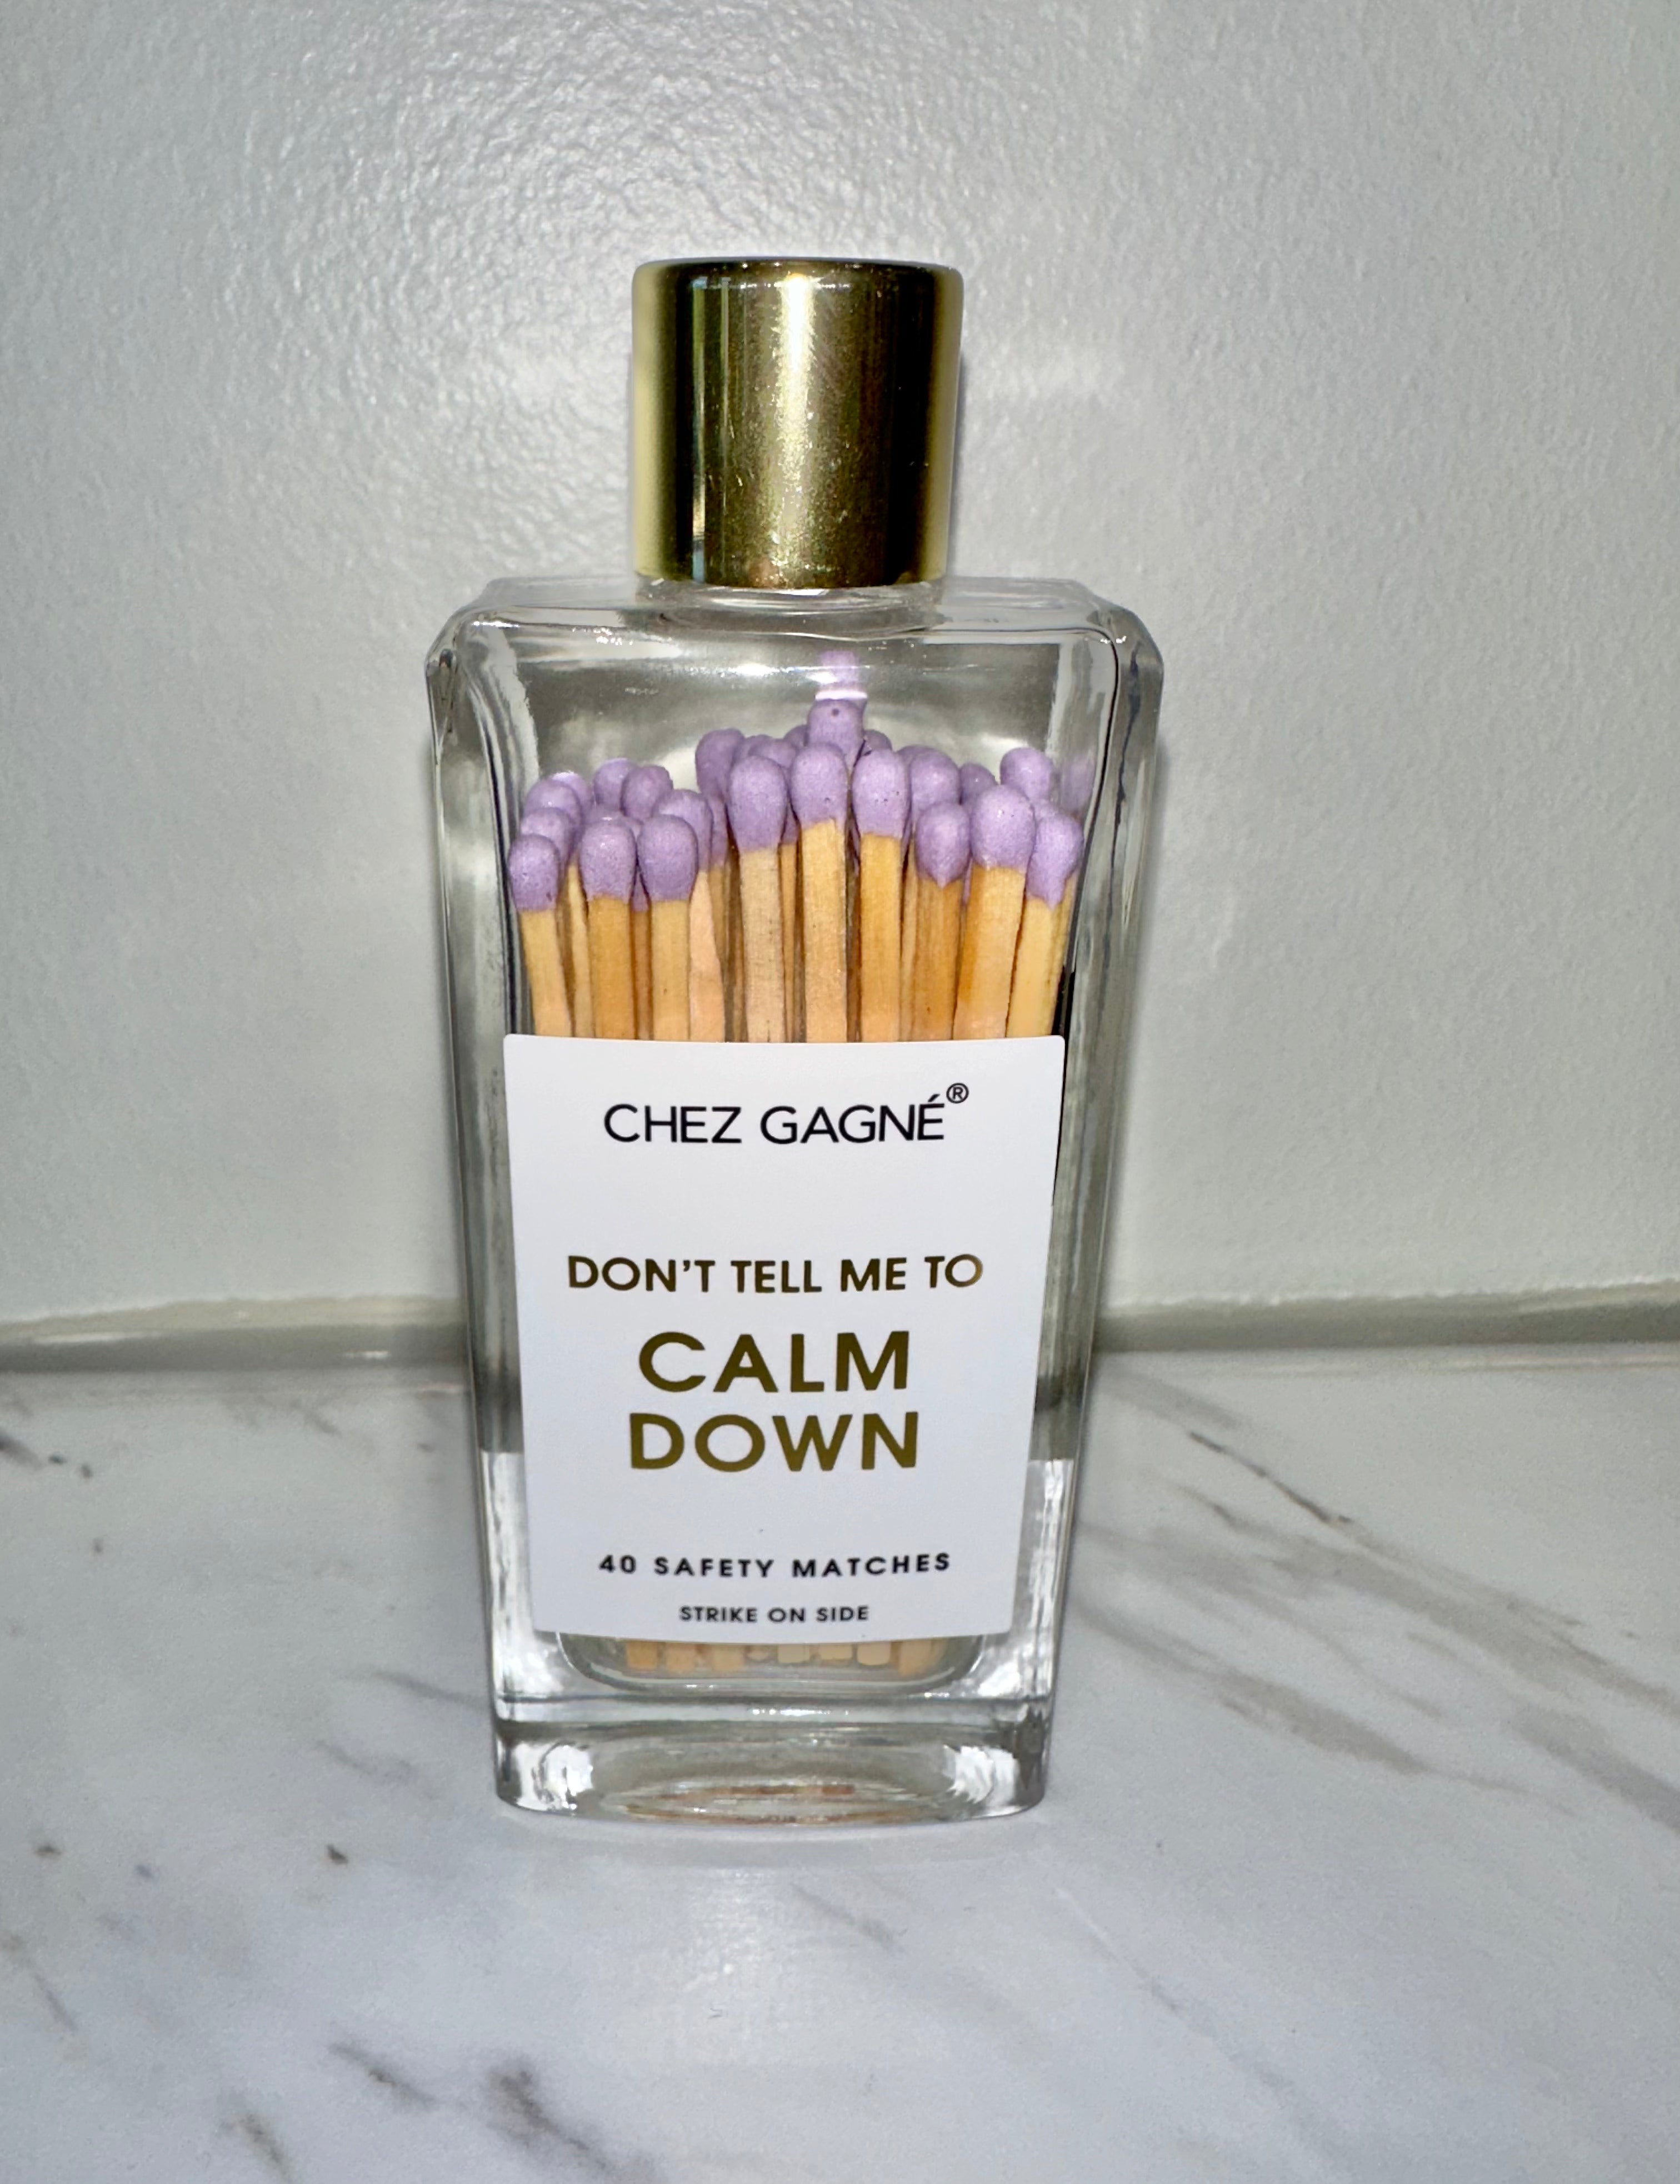 CHEZ GAGNÉ®
DON'T TELL ME TO
CALM
DOWN
40 SAFETY MATCHES
STRIKE ON SIDE